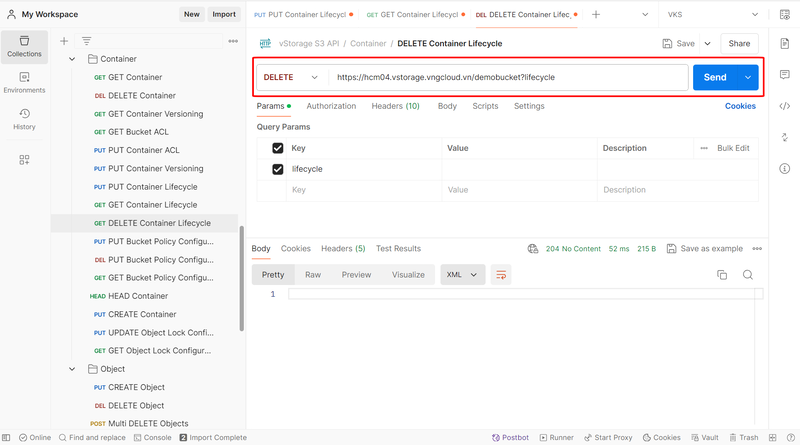 My Workspace
New
Import
PUT PUT Container Lifecycl
GET GET Container Lifecycl
DEL DELETE Container Lifec
VKS
Collections
Environments
History
Container
GET GET Container
DEL DELETE Container
GET GET Container Versioning
GET GET Bucket ACL
PUT PUT Container ACL
PUT PUT Container Versioning
PUT PUT Container Lifecycle
GET GET Container Lifecycle
DEL DELETE Container Lifecycle
PUT PUT Bucket Policy Configu...
DEL PUT Bucket Policy Configu...
GET GET Bucket Policy Configu...
HEAD HEAD Container
PUT CREATE Container
PUT UPDATE Object Lock Confi...
GET GET Object Lock Configur...
Object
PUT CREATE Object
DEL DELETE Object
POST Multi DELETE Objects
HTTP
vStorage S3 API / Container / DELETE Container Lifecycle
Save
Share
DELETE
https://hcm04.vstorage.vngcloud.vn/demobucket?lifecycle
Send
Params
Authorization
Headers (10)
Body
Scripts
Settings
Cookies
Query Params
Key
Value
Description
Bulk Edit
lifecycle
Key
Value
Description
Body
Cookies
Headers (5)
Test Results
204 No Content
52 ms
215 B
Save as example
Pretty
Raw
Preview
Visualize
XML
1
Online
Find and replace
Console
Import Complete
Postbot
Runner
Start Proxy
Cookies
Vault
Trash